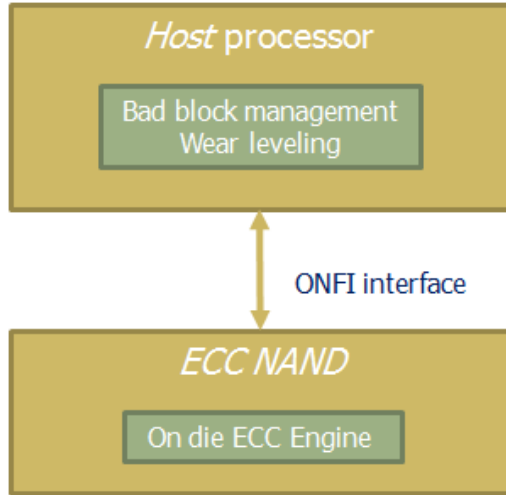 Host processor
Bad block management
Wear leveling
ONFI interface
ECC NAND
On die ECC Engine